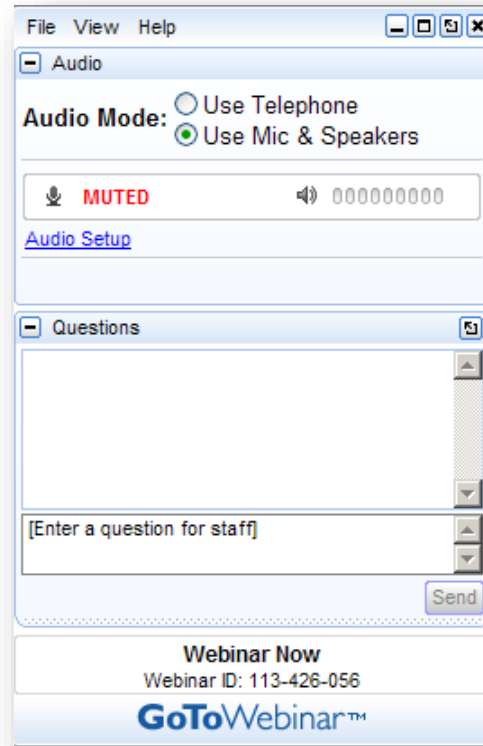 File View Help
Audio
Audio Mode:
Use Telephone
Use Mic & Speakers
MUTED 000000000
Audio Setup
Questions
[Enter a question for staff]
Send
Webinar Now
Webinar ID: 113-426-056
GoToWebinar™